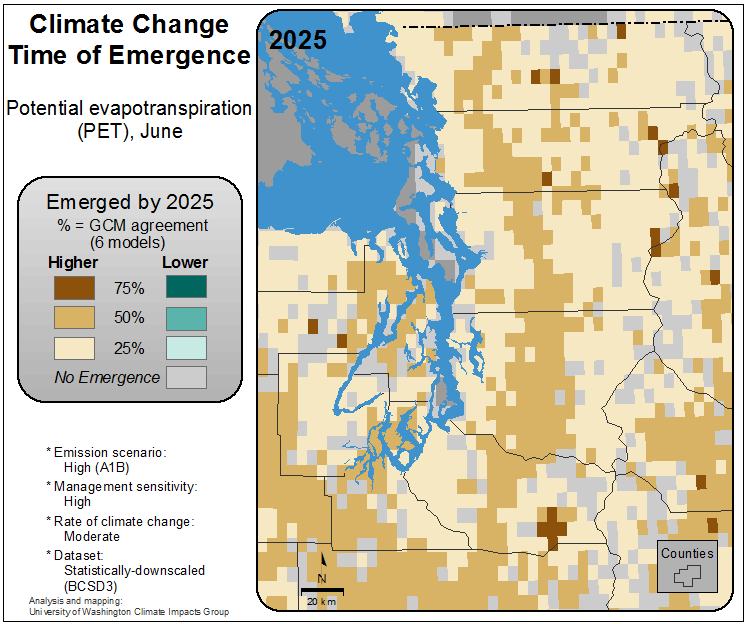 Climate Change
Time of Emergence
Potential evapotranspiration
(PET), June
Emerged by 2025
% = GCM agreement
(6 models)
Higher Lower
75%
50%
25%
No Emergence
* Emission scenario:
High (A1B)
* Management sensitivity:
High
* Rate of climate change:
Moderate
* Dataset:
Statistically-downscaled
(BCSD3)
Analysis and mapping:
University of Washington Climate Impacts Group
2025
Counties
N
20 km